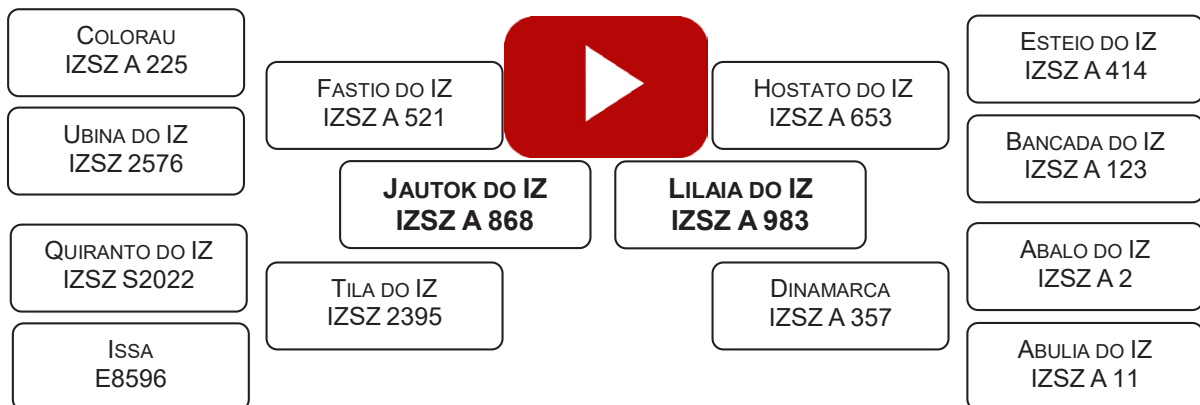 COLORAU
IZSZ A 225
UBINA DO IZ
IZSZ 2576
QUIRANTO DO IZ
IZSZ S2022
ISSA
E8596
FASTIO DO IZ
IZSZ A 521
TILA DO IZ
IZSZ 2395
JAUTOK DO IZ
IZSZ A 868
LILAIA DO IZ
IZSZ A 983
HOSTATO DO IZ
IZSZ A 653
DINAMARCA
IZSZ A 357
ESTEIO DO IZ
IZSZ A 414
BANCADA DO IZ
IZSZ A 123
ABALO DO IZ
IZSZ A 2
ABULIA DO IZ
IZSZ A 11